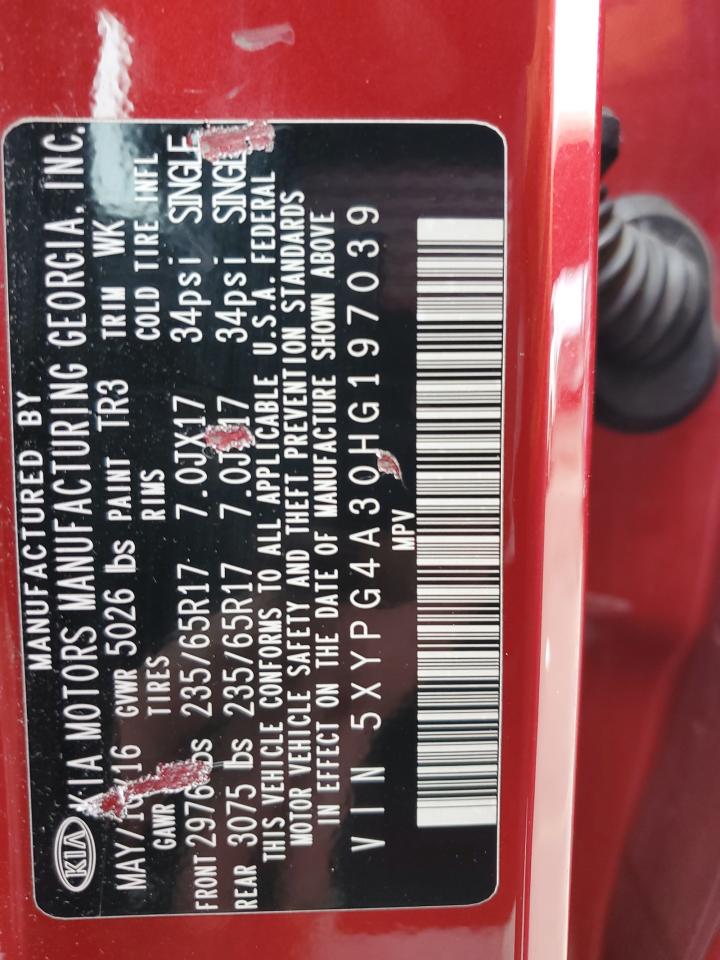 MANUFACTURED BY
KIA KIA MOTORS MANUFACTURING GEORGIA, INC.
GVWR 5026 lbs PAINT TR3 TRIM WK
GAWR TIRES RIMS COLD TIRE INFL
FRONT 2976 lbs 235/65R17 7.0JX17 34psi SINGLE
REAR 3075 lbs 235/65R17 34psi
THIS VEHICLE CONFORMS TO ALL APPLICABLE U.S.A. FEDERAL
MOTOR VEHICLE SAFETY AND THEFT PREVENTION STANDARDS
IN EFFECT ON THE DATE OF MANUFACTURE SHOWN ABOVE
VIN 5XYPG4A30HG197039
MPV